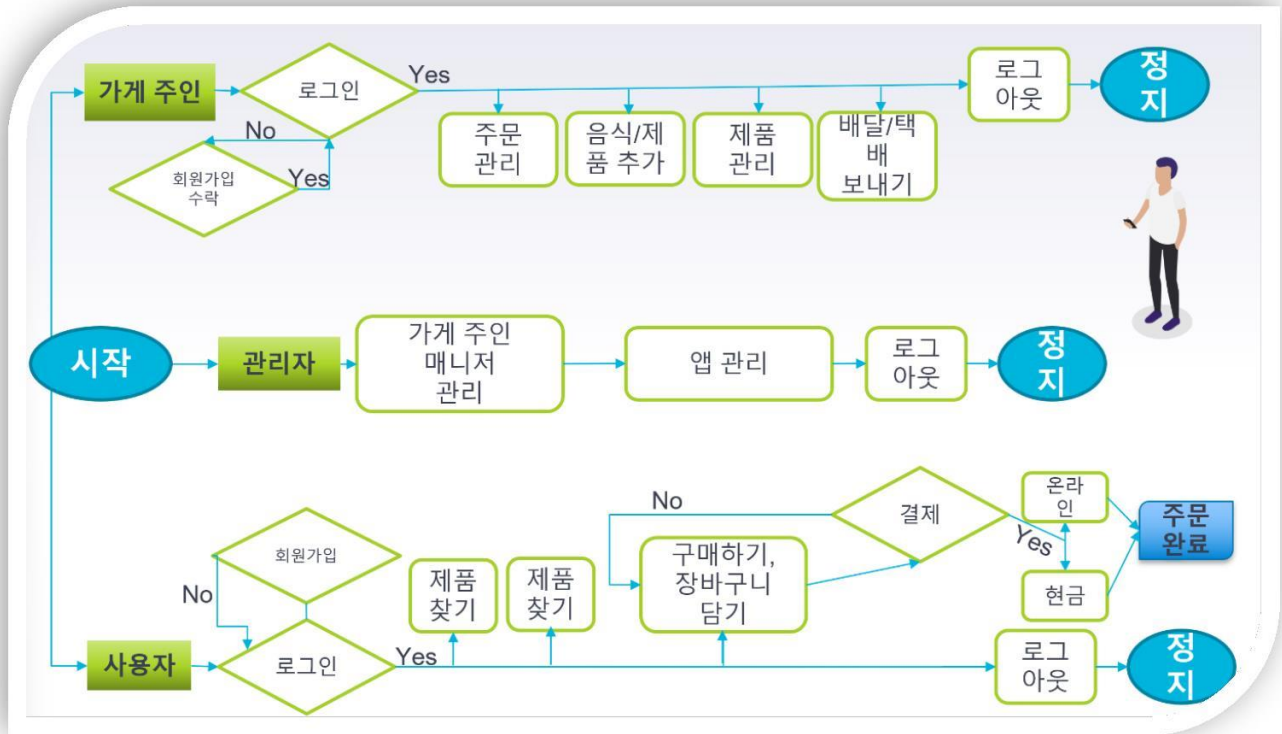 가게 주인
로그인
Yes
No
회원가입
수락
Yes
주문
관리
음식/제
품 추가
제품
관리
배달/택
배
보내기
로그
아웃
정
지
시작
관리자
가게 주인
매니저
관리
앱 관리
로그
아웃
정
지
사용자
로그인
No
회원가입
Yes
제품
찾기
제품
찾기
구매하기,
장바구니
담기
No
결제
Yes
온라
인
현금
주문
완료
로그
아웃
정
지